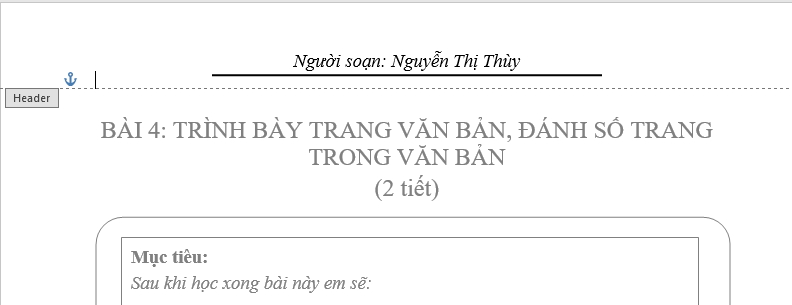 Người soạn: Nguyễn Thị Thùy
Header
BÀI 4: TRÌNH BÀY TRANG VĂN BẢN, ĐÁNH SỐ TRANG
TRONG VĂN BẢN
(2 tiết)
Mục tiêu:
Sau khi học xong bài này em sẽ: